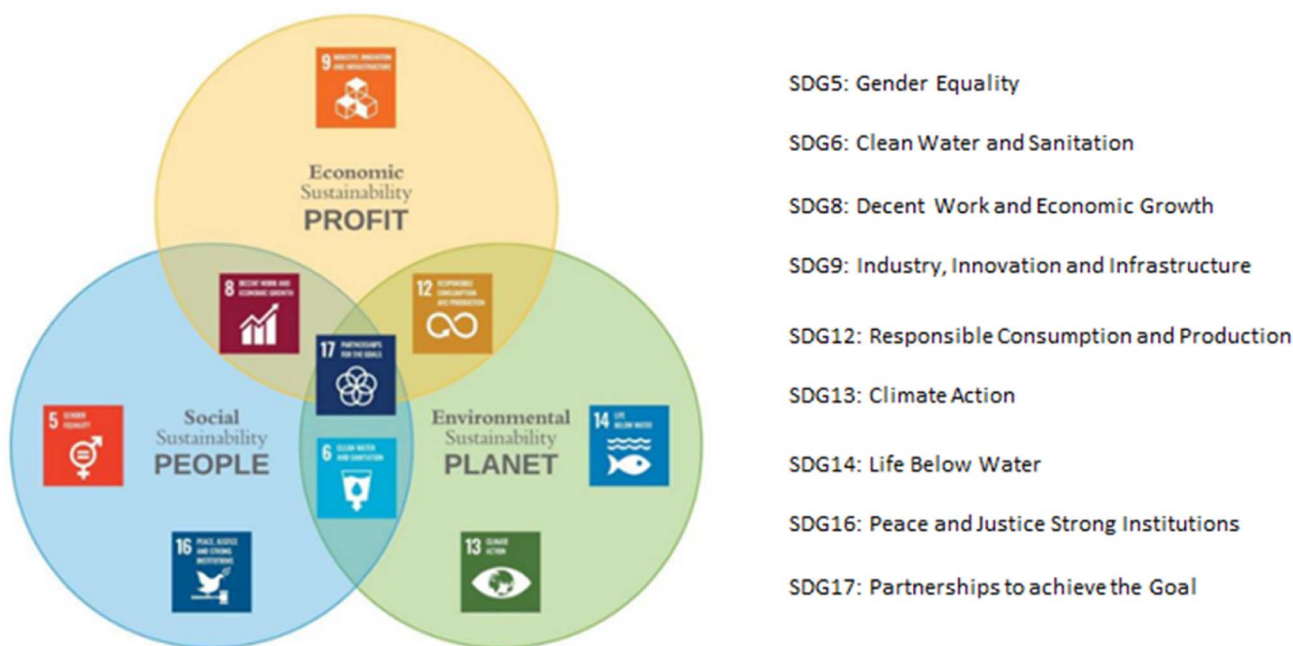 9 INDUSTRY, INNOVATION
AND INFRASTRUCTURE
Economic
Sustainability
PROFIT
8 DECENT WORK AND
ECONOMIC GROWTH
12 RESPONSIBLE
CONSUMPTION
AND PRODUCTION
17 PARTNERSHIPS
FOR THE GOALS
5 GENDER
EQUALITY
Social
Sustainability
PEOPLE
6 CLEAN WATER
AND SANITATION
Environmental
Sustainability
PLANET
14 LIFE
BELOW WATER
16 PEACE, JUSTICE
AND STRONG
INSTITUTIONS
13 CLIMATE
ACTION
SDG5: Gender Equality
SDG6: Clean Water and Sanitation
SDG8: Decent Work and Economic Growth
SDG9: Industry, Innovation and Infrastructure
SDG12: Responsible Consumption and Production
SDG13: Climate Action
SDG14: Life Below Water
SDG16: Peace and Justice Strong Institutions
SDG17: Partnerships to achieve the Goal